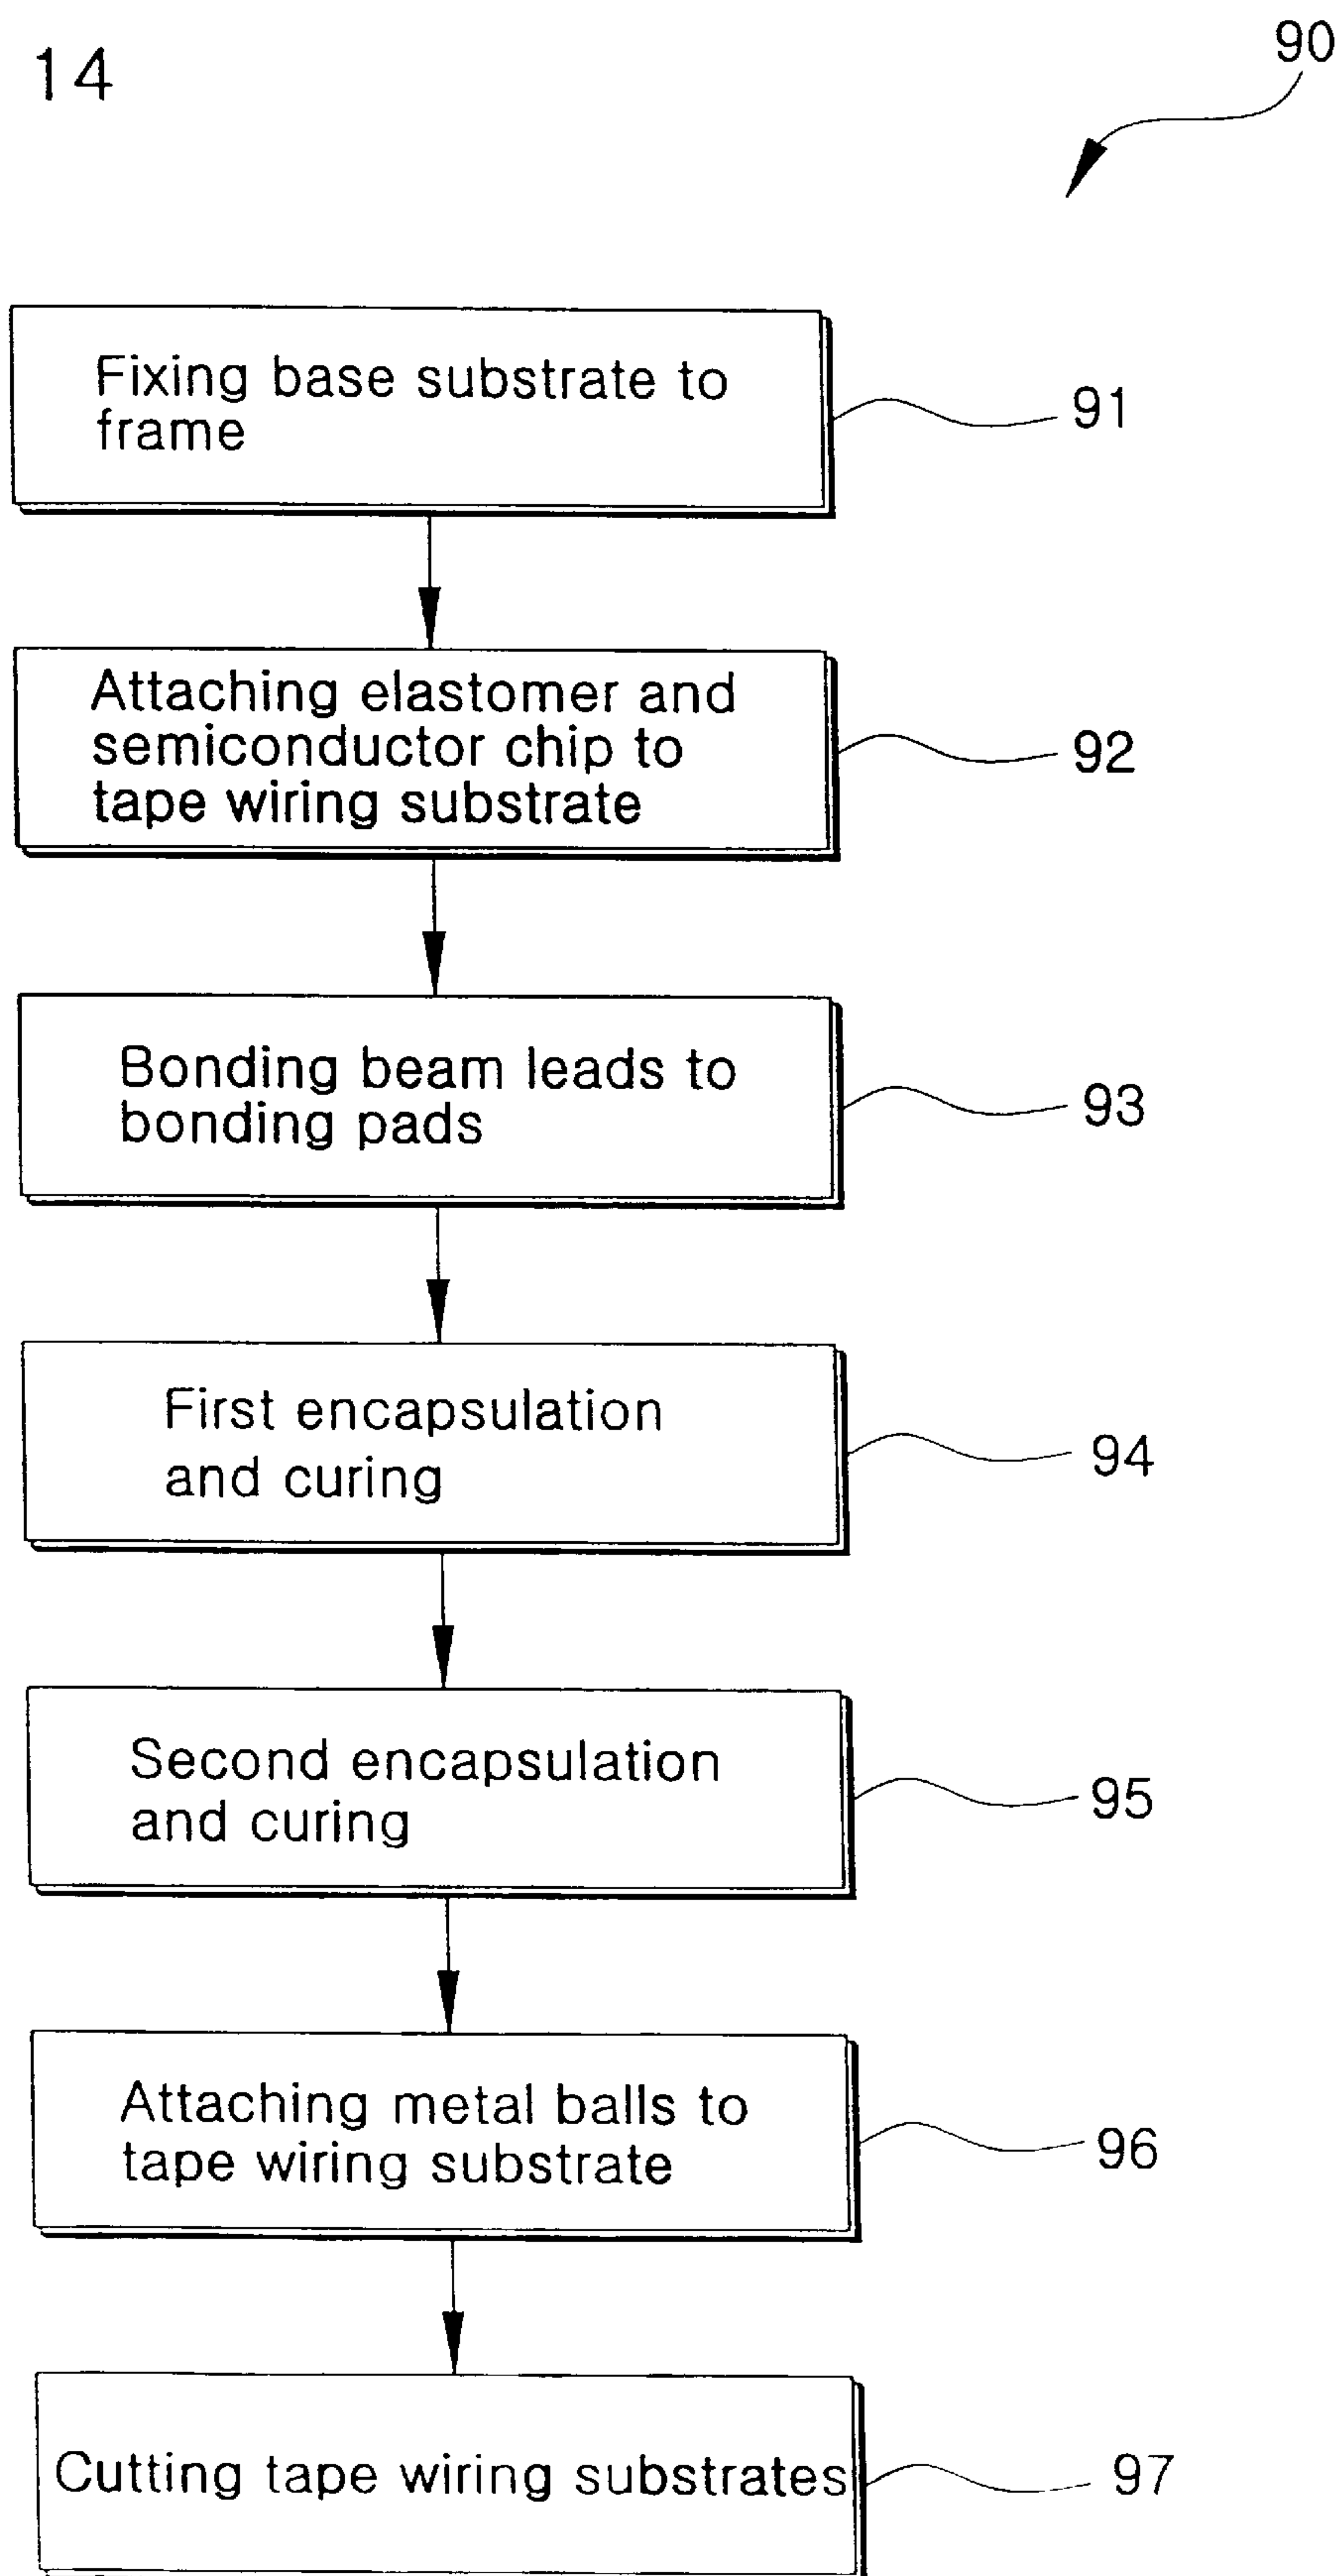 14
90
Fixing base substrate to
frame
91
Attaching elastomer and
semiconductor chip to
tape wiring substrate
92
Bonding beam leads to
bonding pads
93
First encapsulation
and curing
94
Second encapsulation
and curing
95
Attaching metal balls to
tape wiring substrate
96
Cutting tape wiring substrates
97